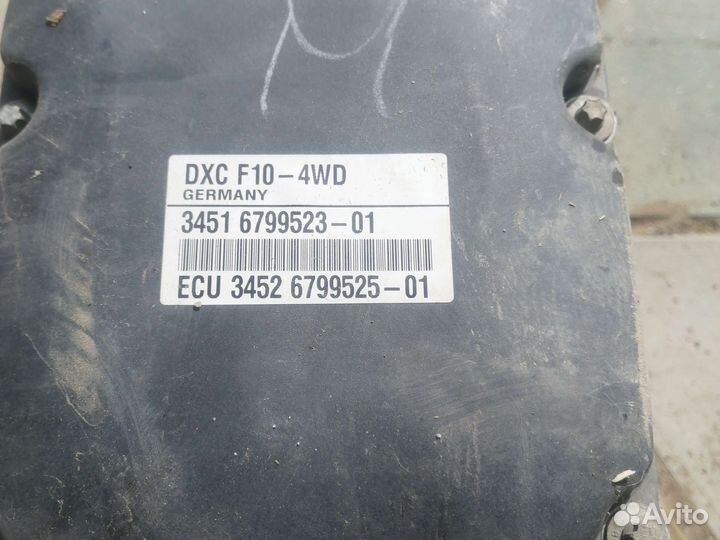 DXC F10-4WD
GERMANY
3451 6799523-01
ECU 3452 6799525-01
Avito